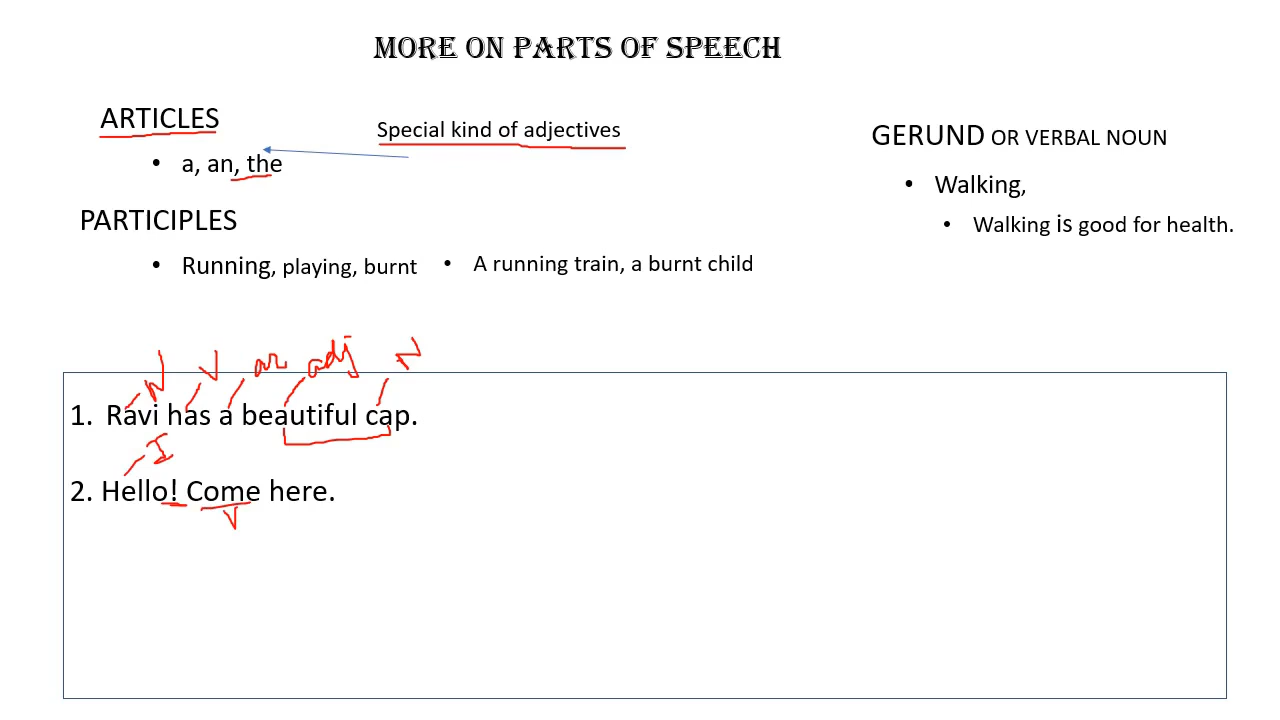 MORE ON PARTS OF SPEECH
ARTICLES
Special kind of adjectives
• a, an, the
GERUND OR VERBAL NOUN
• Walking,
• Walking is good for health.
PARTICIPLES
• Running, playing, burnt
• A running train, a burnt child
N V ar adj N
1. Ravi has a beautiful cap.
I
2. Hello! Come here.
V